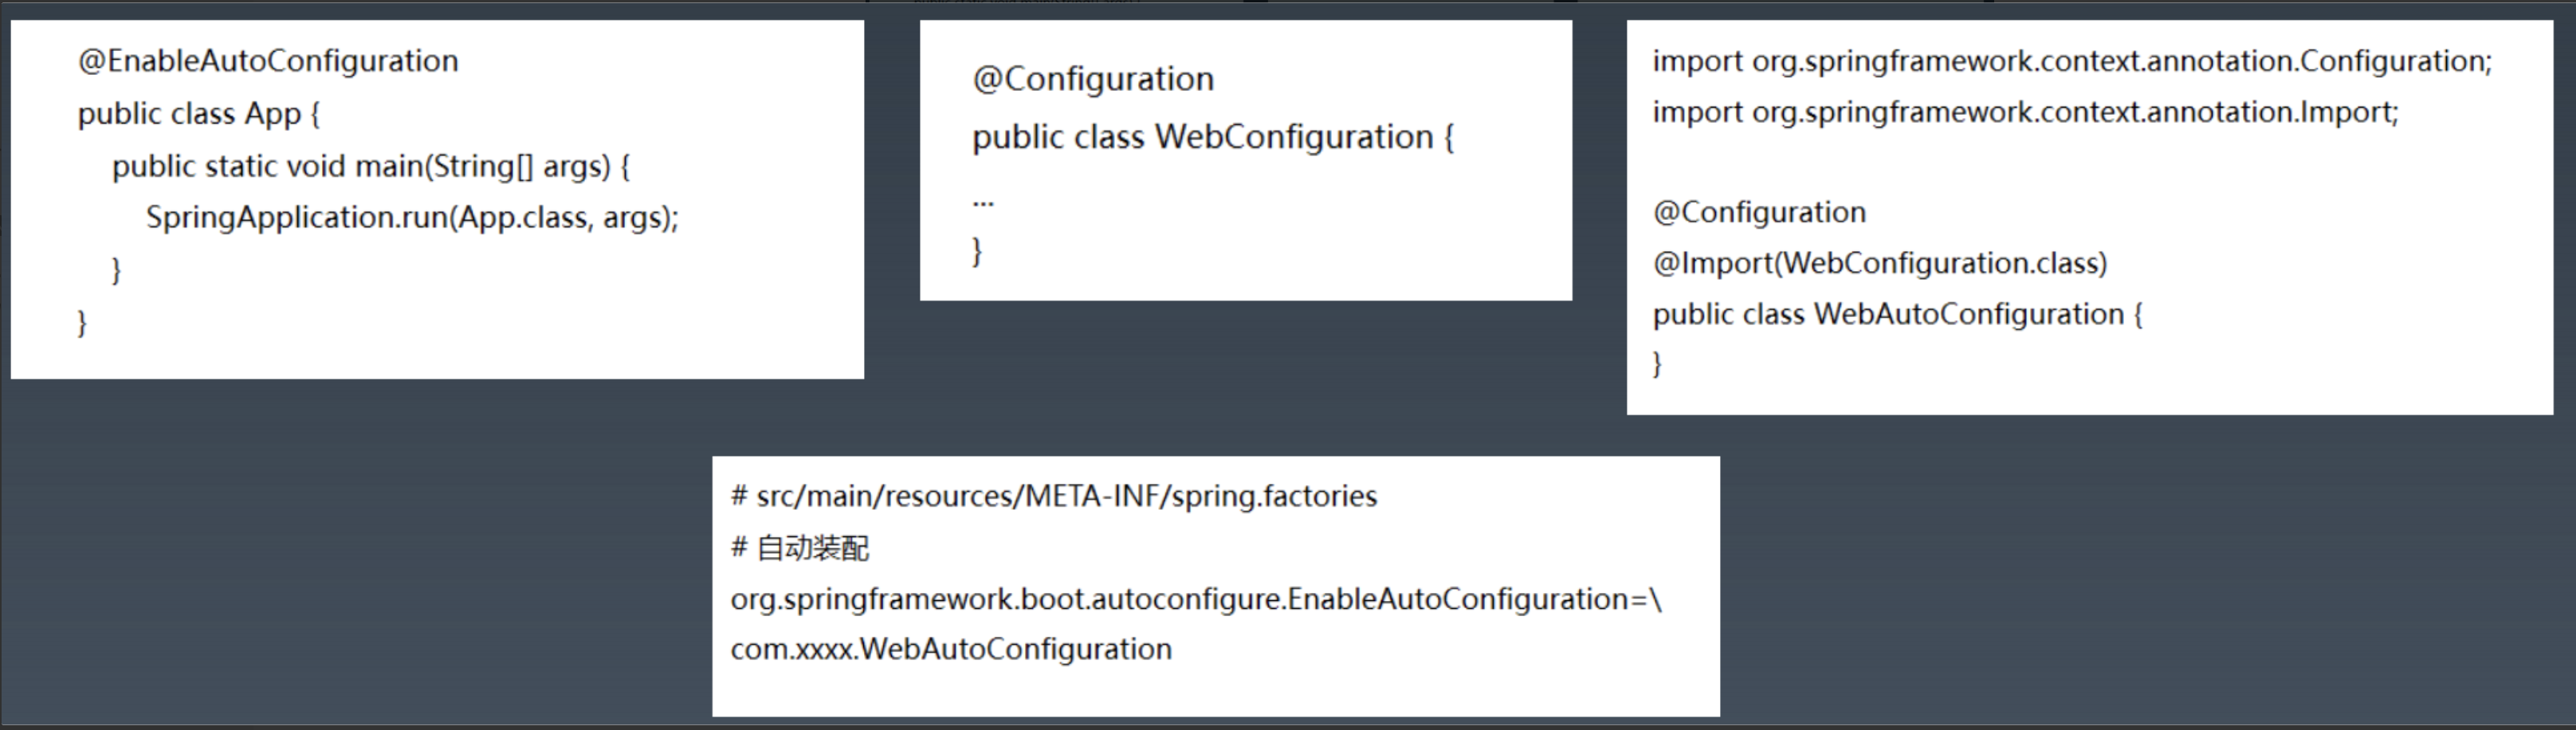 @EnableAutoConfiguration
public class App {
public static void main(String[] args) {
SpringApplication.run(App.class, args);
}
}
@Configuration
public class WebConfiguration {
...
}
import org.springframework.context.annotation.Configuration;
import org.springframework.context.annotation.Import;
@Configuration
@Import(WebConfiguration.class)
public class WebAutoConfiguration {
}
# src/main/resources/META-INF/spring.factories
# 自动装配
org.springframework.boot.autoconfigure.EnableAutoConfiguration=\
com.xxxx.WebAutoConfiguration